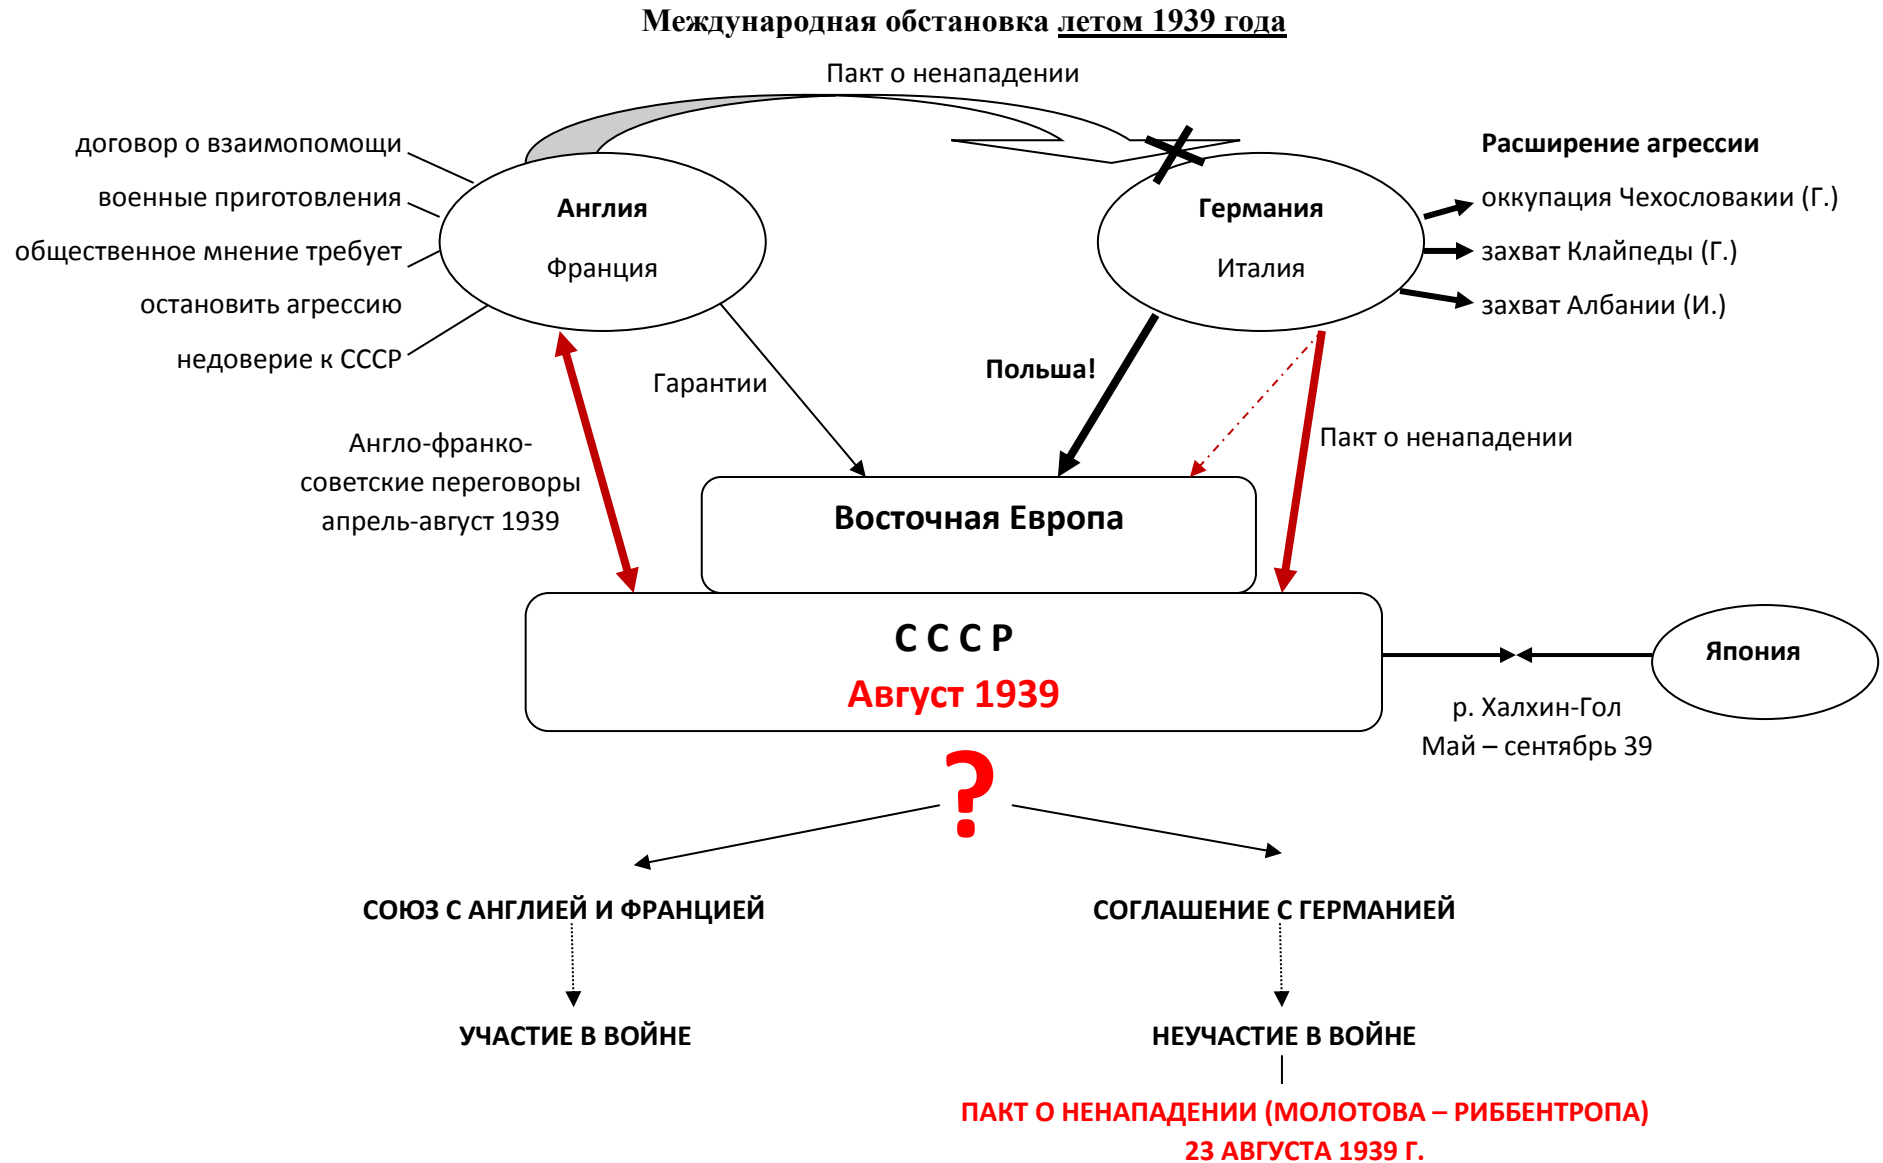 Международная обстановка летом 1939 года
Пакт о ненападении
договор о взаимопомощи
военные приготовления
общественное мнение требует
остановить агрессию
недоверие к СССР
Англия
Франция
Германия
Италия
Расширение агрессии
оккупация Чехословакии (Г.)
захват Клайпеды (Г.)
захват Албании (И.)
Гарантии
Польша!
Англо-франко-
советские переговоры
апрель-август 1939
Пакт о ненападении
Восточная Европа
С С С Р
Август 1939
Япония
р. Халхин-Гол
Май – сентябрь 39
?
СОЮЗ С АНГЛИЕЙ И ФРАНЦИЕЙ
СОГЛАШЕНИЕ С ГЕРМАНИЕЙ
УЧАСТИЕ В ВОЙНЕ
НЕУЧАСТИЕ В ВОЙНЕ
ПАКТ О НЕНАПАДЕНИИ (МОЛОТОВА – РИББЕНТРОПА)
23 АВГУСТА 1939 Г.